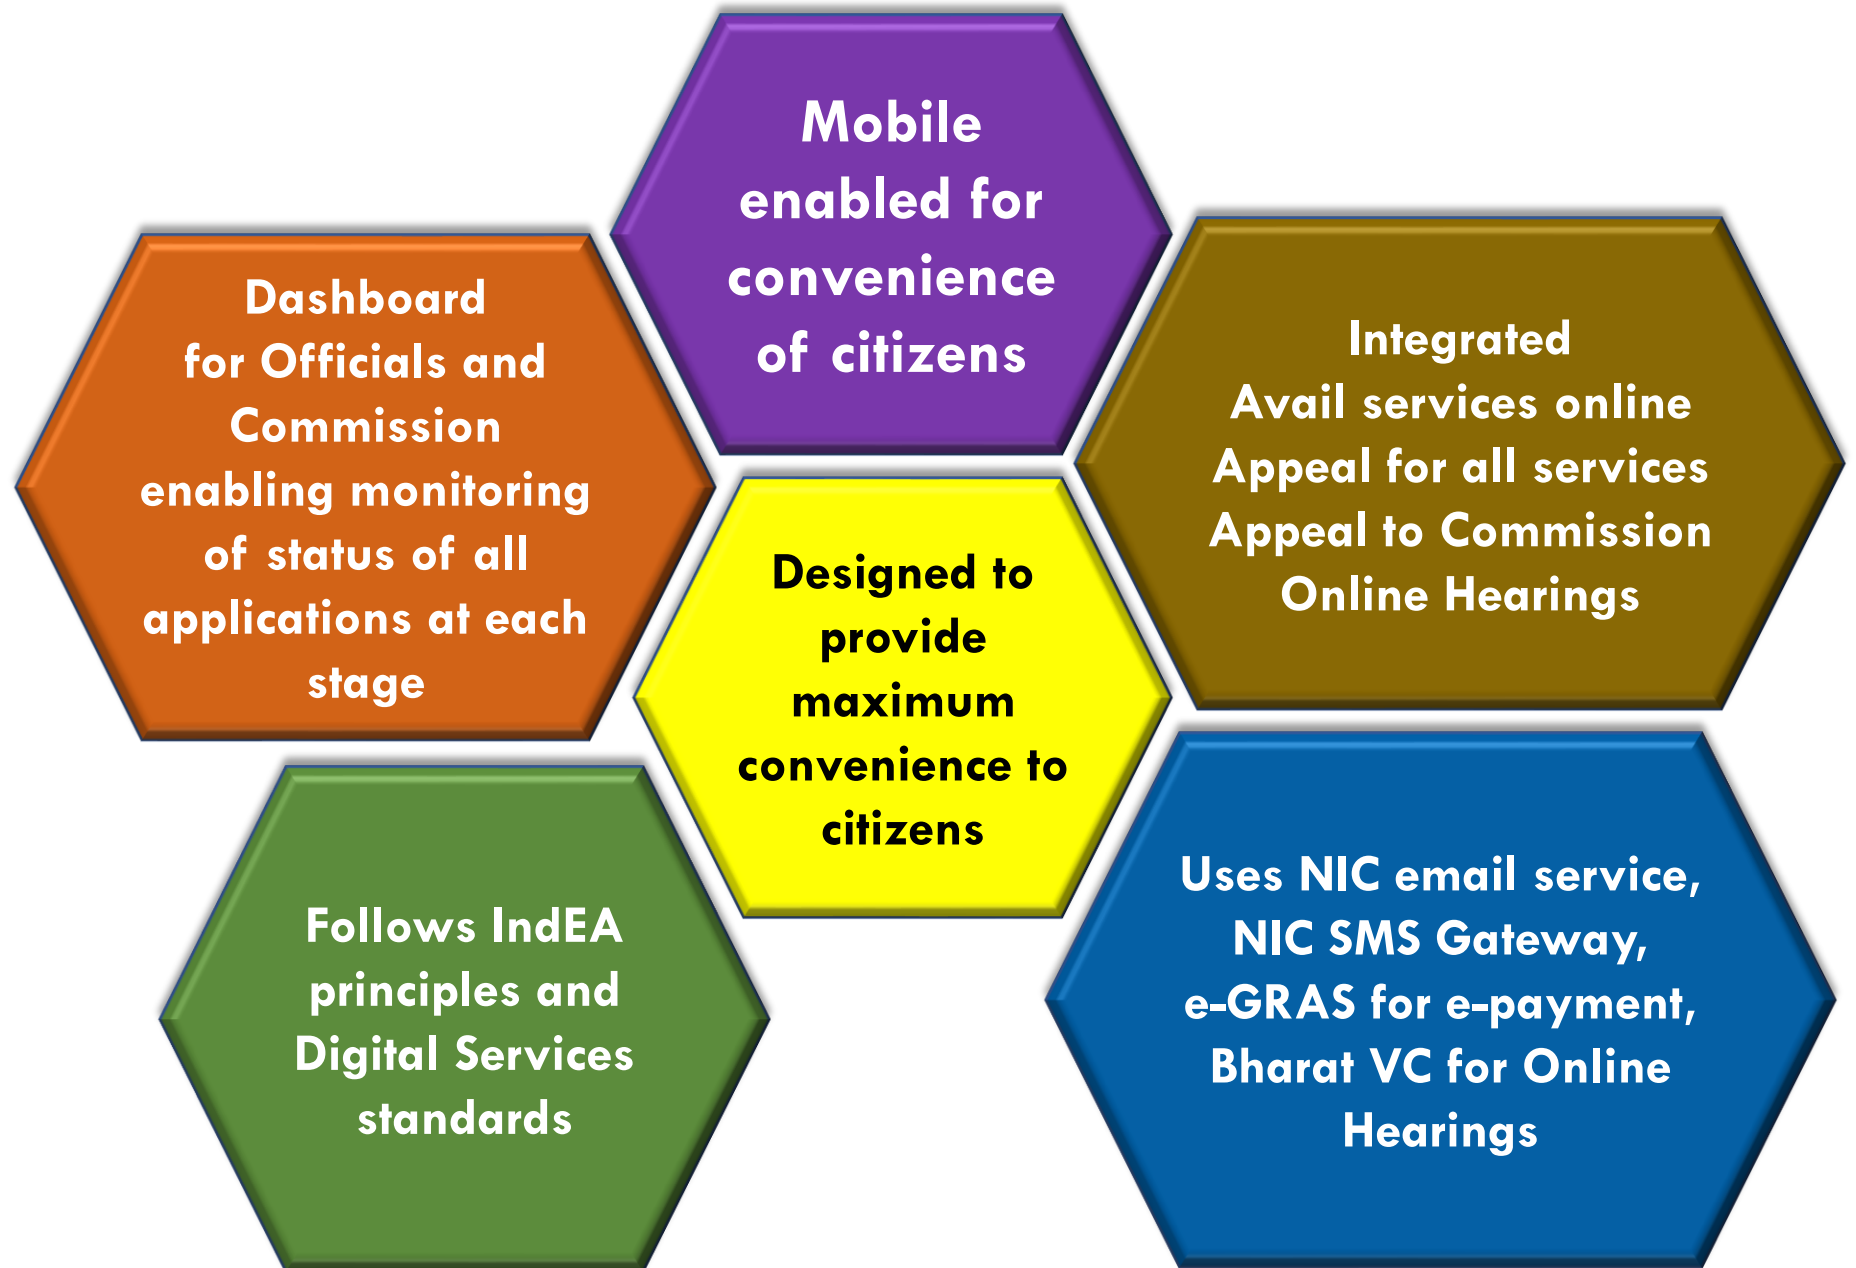 Mobile
enabled for
convenience
of citizens
Dashboard
for Officials and
Commission
enabling monitoring
of status of all
applications at each
stage
Integrated
Avail services online
Appeal for all services
Appeal to Commission
Online Hearings
Designed to
provide
maximum
convenience to
citizens
Follows IndEA
principles and
Digital Services
standards
Uses NIC email service,
NIC SMS Gateway,
e-GRAS for e-payment,
Bharat VC for Online
Hearings